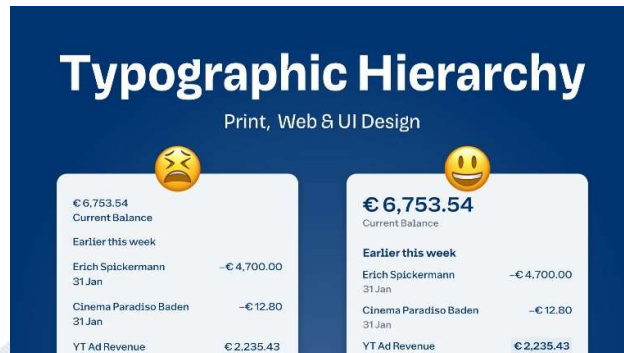 Typographic Hierarchy
Print, Web & UI Design
€ 6,753.54
Current Balance
Earlier this week
Erich Spickermann –€ 4,700.00
31 Jan
Cinema Paradiso Baden –€ 12.80
31 Jan
YT Ad Revenue € 2,235.43
€ 6,753.54
Current Balance
Earlier this week
Erich Spickermann –€ 4,700.00
31 Jan
Cinema Paradiso Baden –€ 12.80
31 Jan
YT Ad Revenue € 2,235.43